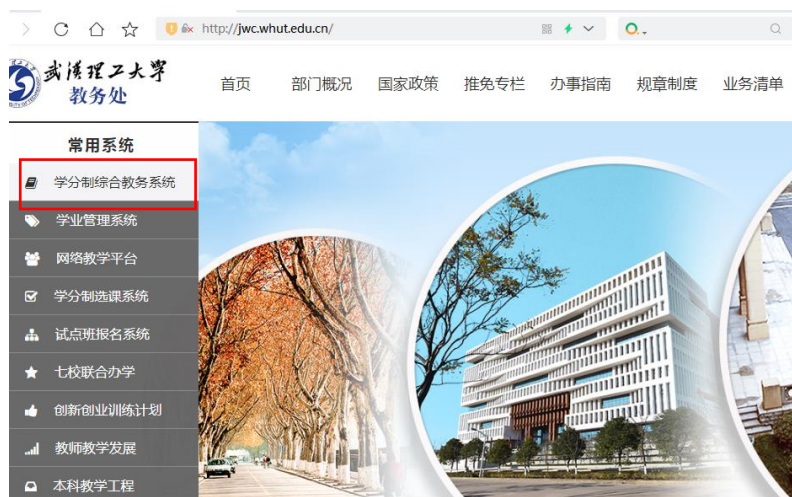 http://jwc.whut.edu.cn/
武汉理工大学
教务处
首页 部门概况 国家政策 推免专栏 办事指南 规章制度 业务清单
常用系统
学分制综合教务系统
学业管理系统
网络教学平台
学分制选课系统
试点班报名系统
七校联合办学
创新创业训练计划
教师教学发展
本科教学工程